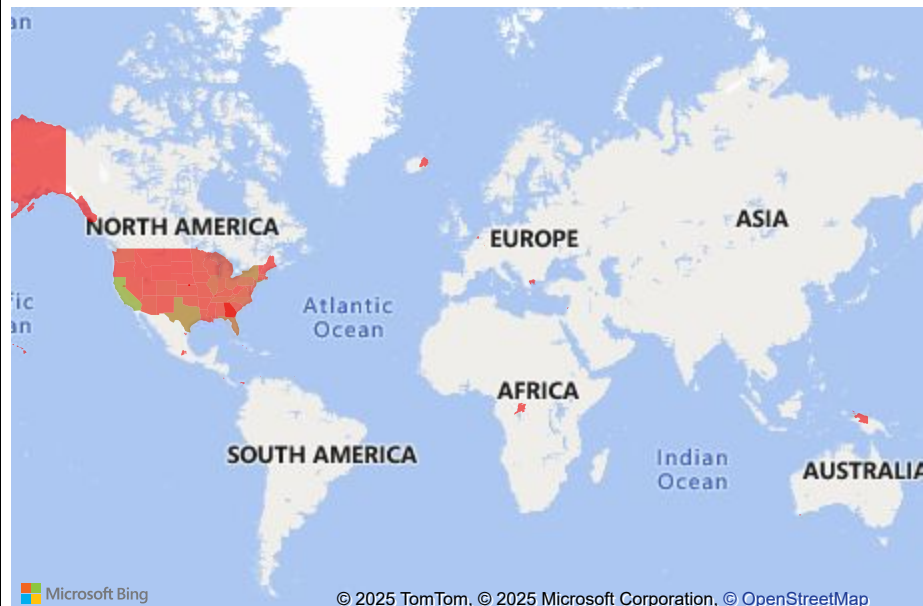 an
NORTH AMERICA
ASIA
EUROPE
fic
an
Atlantic
Ocean
AFRICA
SOUTH AMERICA
Indian
Ocean
AUSTRALIA
Microsoft Bing
© 2025 TomTom, © 2025 Microsoft Corporation, © OpenStreetMap